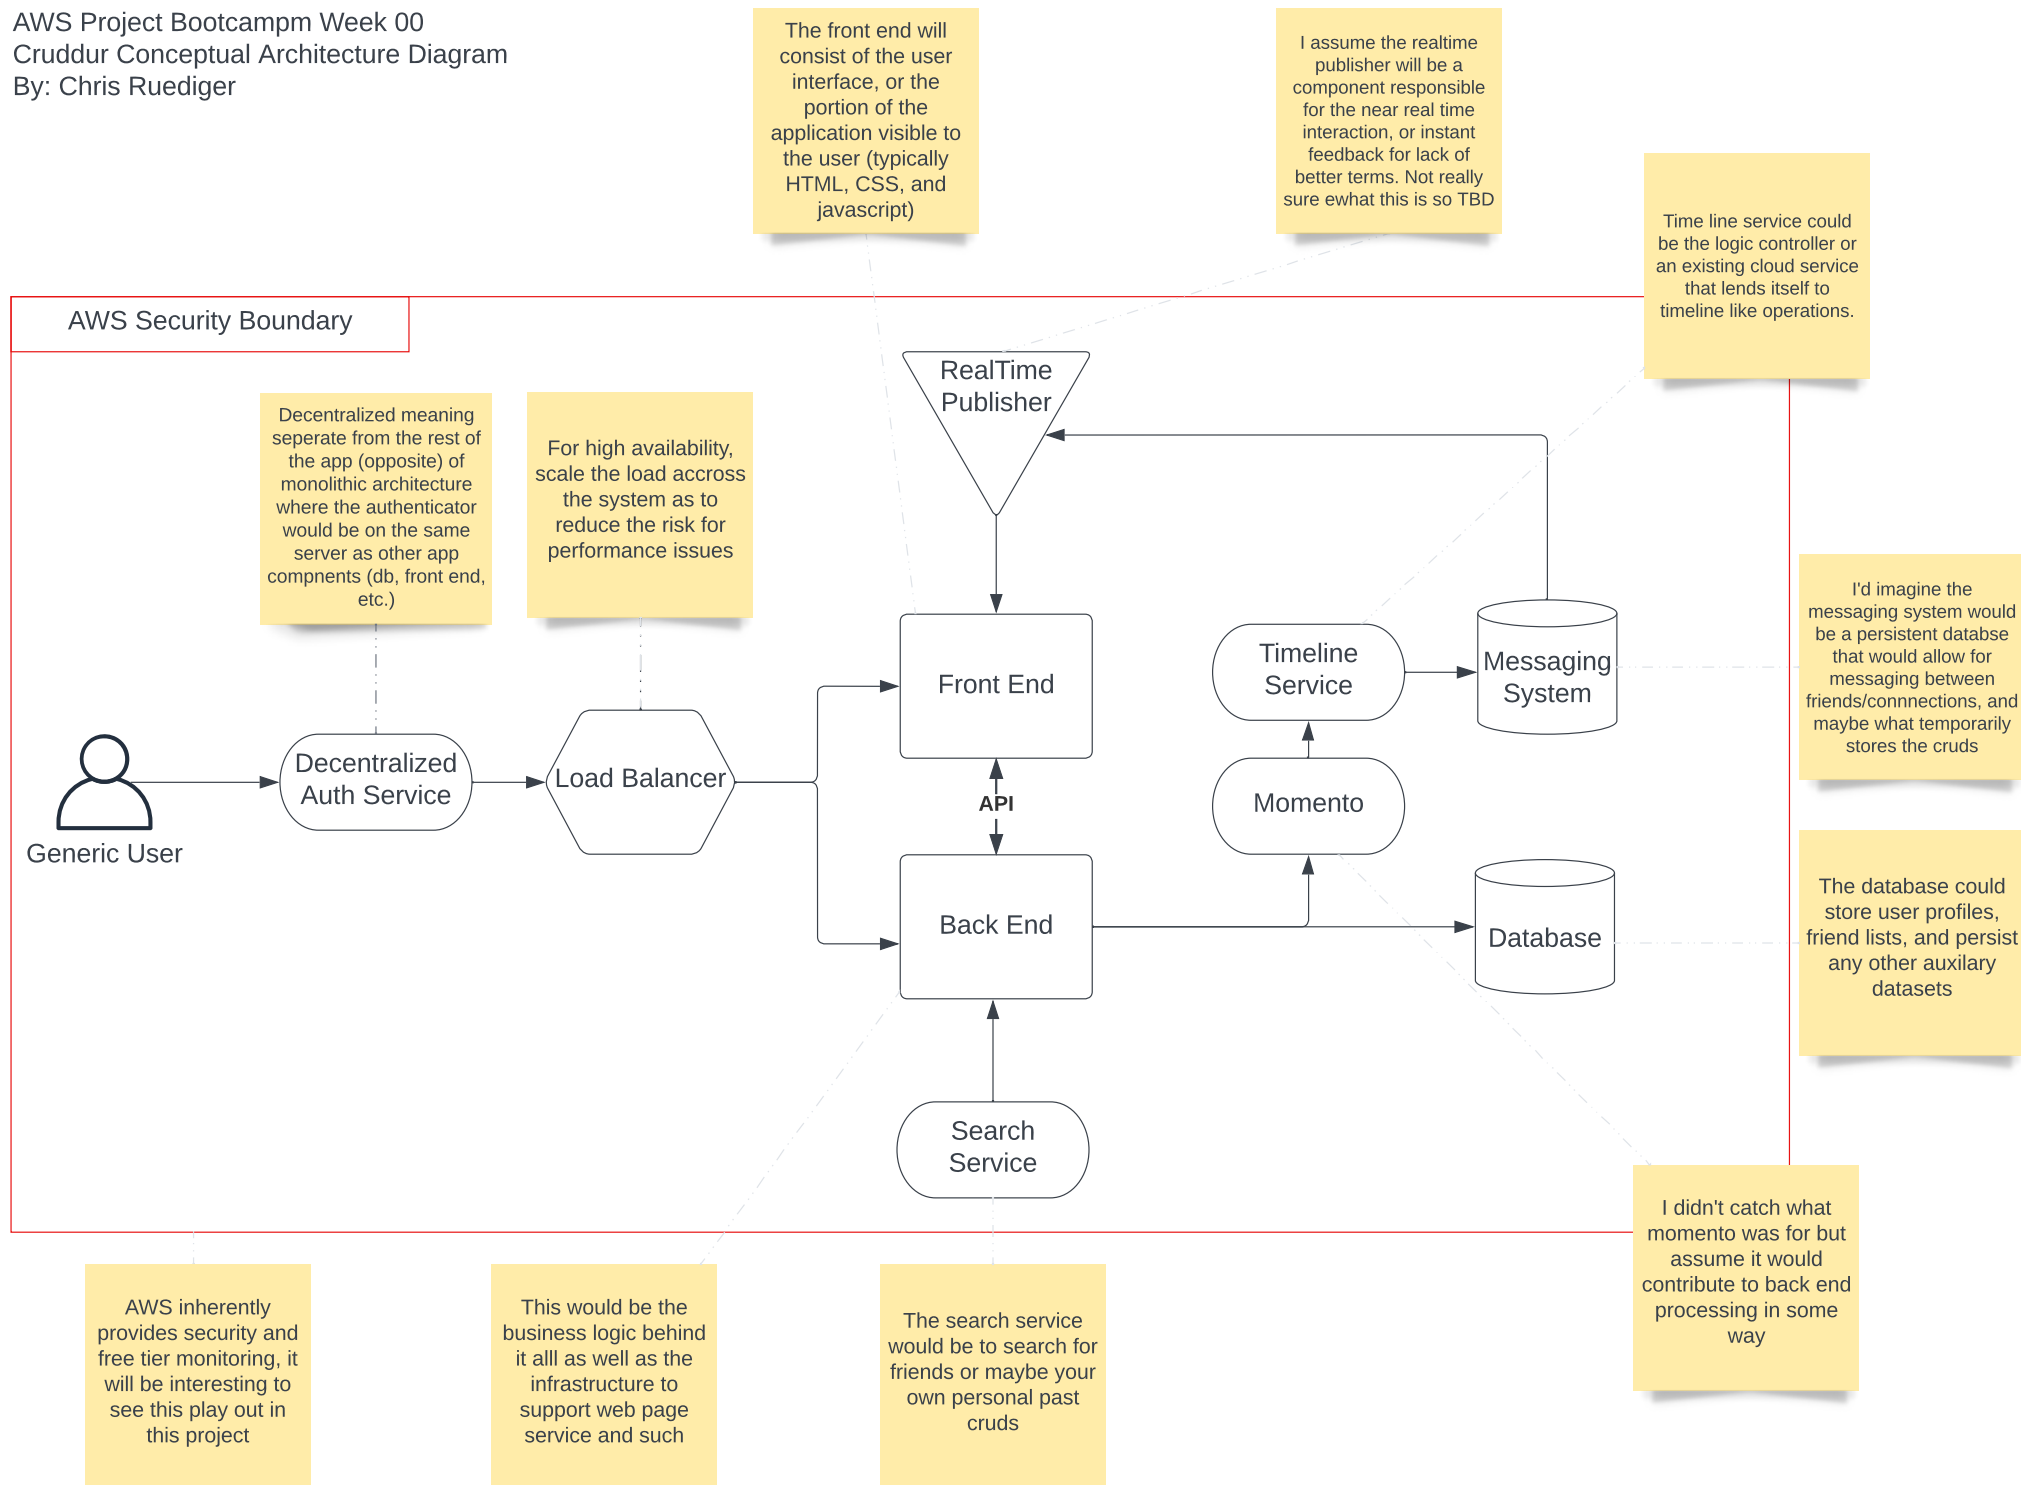 AWS Project Bootcampm Week 00
Cruddur Conceptual Architecture Diagram
By: Chris Ruediger
The front end will
consist of the user
interface, or the
portion of the
application visible to
the user (typically
HTML, CSS, and
javascript)
I assume the realtime
publisher will be a
component responsible
for the near real time
interaction, or instant
feedback for lack of
better terms. Not really
sure ewhat this is so TBD
Time line service could
be the logic controller or
an existing cloud service
that lends itself to
timeline like operations.
AWS Security Boundary
RealTime
Publisher
Decentralized meaning
seperate from the rest of
the app (opposite) of
monolithic architecture
where the authenticator
would be on the same
server as other app
compnents (db, front end,
etc.)
For high availability,
scale the load accross
the system as to
reduce the risk for
performance issues
I'd imagine the
messaging system would
be a persistent databse
that would allow for
messaging between
friends/connnections, and
maybe what temporarily
stores the cruds
Front End
Timeline
Service
Messaging
System
Decentralized
Auth Service
Load Balancer
API
Momento
Generic User
Back End
Database
The database could
store user profiles,
friend lists, and persist
any other auxilary
datasets
Search
Service
I didn't catch what
momento was for but
assume it would
contribute to back end
processing in some
way
AWS inherently
provides security and
free tier monitoring, it
will be interesting to
see this play out in
this project
This would be the
business logic behind
it alll as well as the
infrastructure to
support web page
service and such
The search service
would be to search for
friends or maybe your
own personal past
cruds